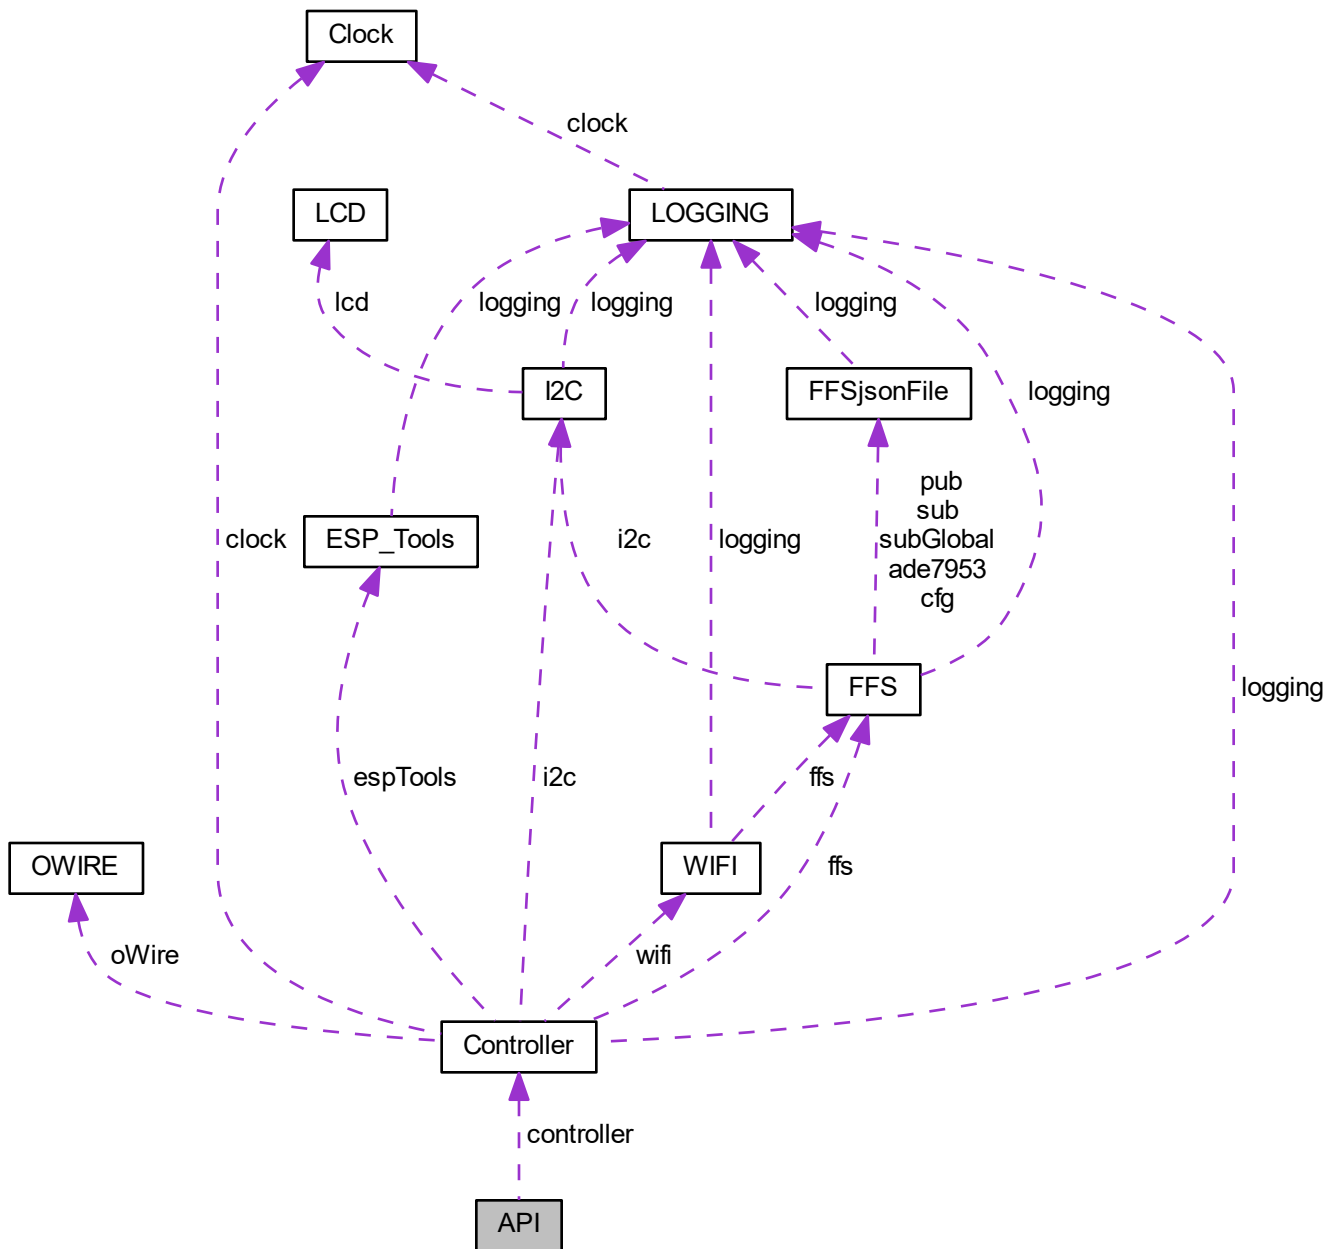 Clock
clock
LCD
LOGGING
lcd
logging
logging
logging
I2C
FFSjsonFile
logging
pub
sub
subGlobal
ade7953
cfg
clock
ESP_Tools
i2c
logging
FFS
logging
espTools
i2c
ffs
OWIRE
WIFI
ffs
oWire
wifi
Controller
controller
API